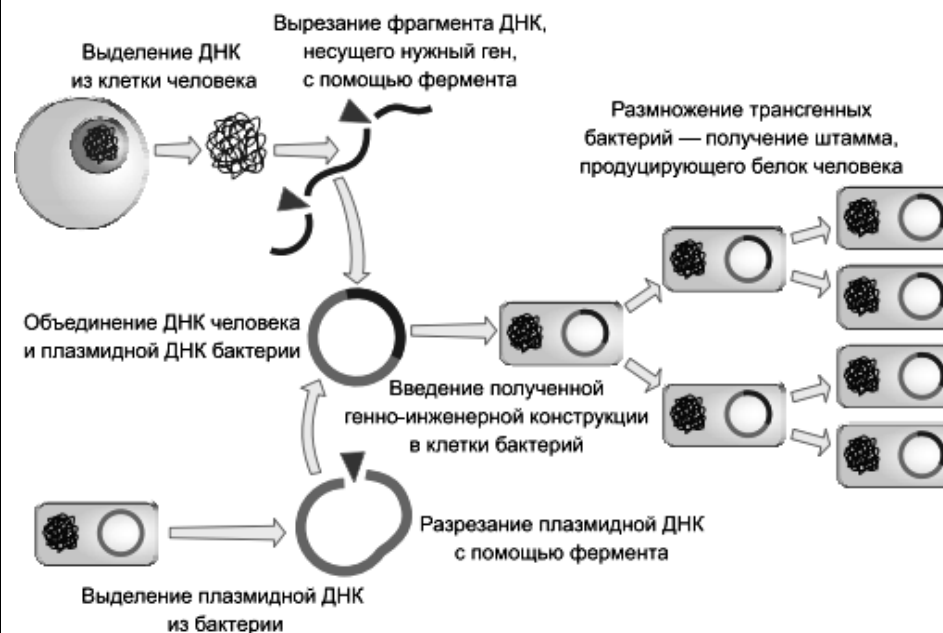 Выделение ДНК
из клетки человека
Вырезание фрагмента ДНК,
несущего нужный ген,
с помощью фермента
Размножение трансгенных
бактерий — получение штамма,
продуцирующего белок человека
Объединение ДНК человека
и плазмидной ДНК бактерии
Введение полученной
генно-инженерной конструкции
в клетки бактерий
Разрезание плазмидной ДНК
с помощью фермента
Выделение плазмидной ДНК
из бактерии